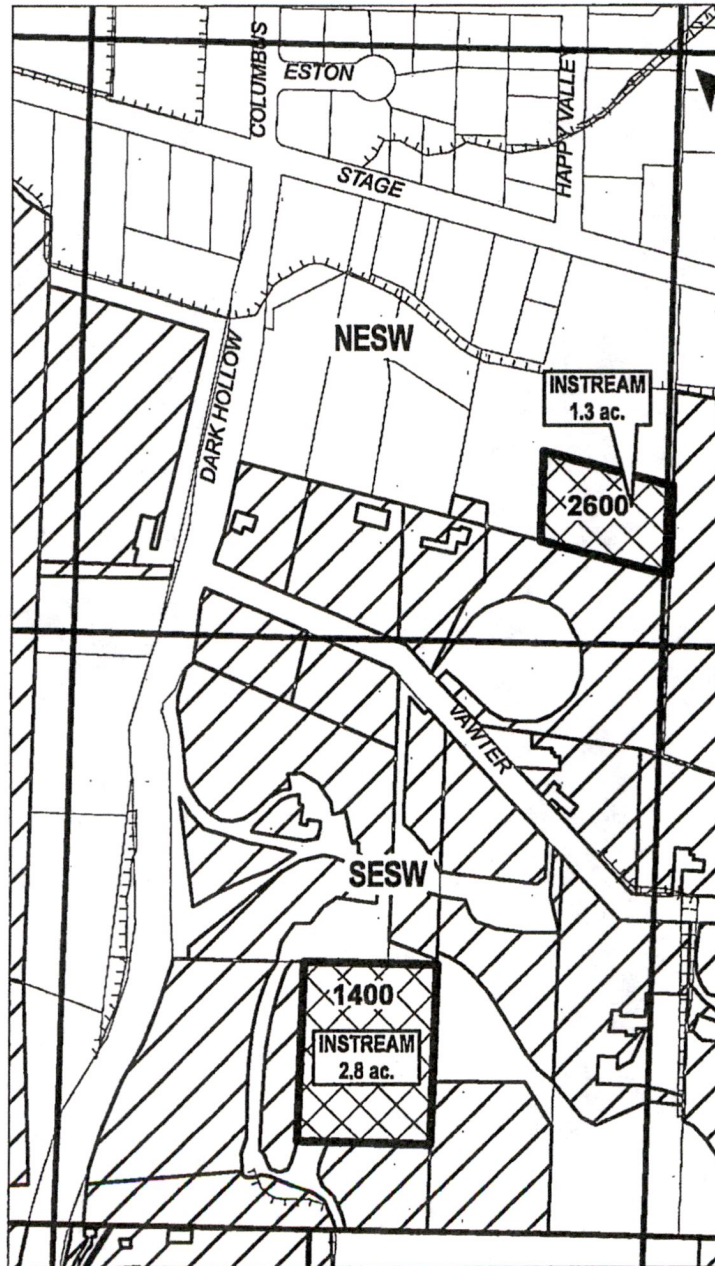 COLUMBUS
ESTON
HAPPY VALLEY
STAGE
NESW
DARK HOLLOW
INSTREAM
1.3 ac.
2600
VAWTER
SESW
1400
INSTREAM
2.8 ac.